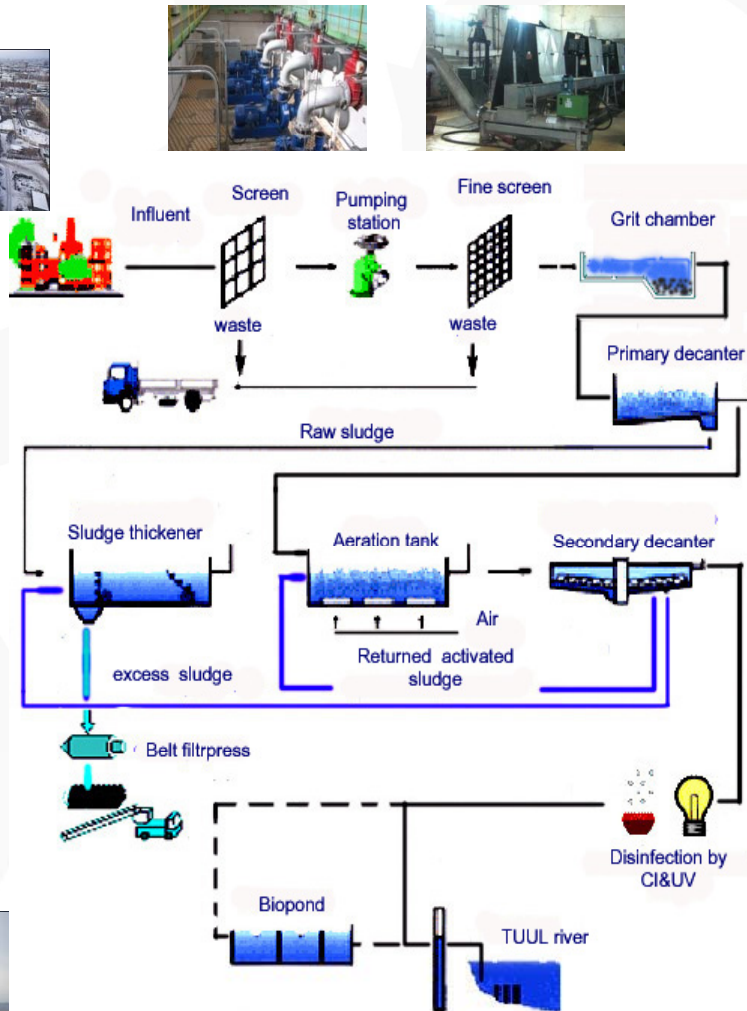 Influent
Screen
Pumping
station
Fine screen
Grit chamber
waste
waste
Primary decanter
Raw sludge
Sludge thickener
Aeration tank
Secondary decanter
Air
Returned activated
sludge
excess sludge
Belt filtrpress
Disinfection by
CI&UV
Biopond
TUUL river